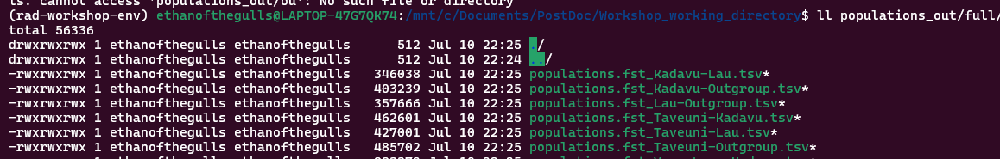 ls: cannot access 'populations_out/ou': No such file or directory
(rad-workshop-env) ethanofthegulls@LAPTOP-47G7QK74:/mnt/c/Documents/PostDoc/Workshop_working_directory$ ll populations_out/full/
total 56336
drwxrwxrwx 1 ethanofthegulls ethanofthegulls 512 Jul 10 22:25 ./
drwxrwxrwx 1 ethanofthegulls ethanofthegulls 512 Jul 10 22:24 ../
-rwxrwxrwx 1 ethanofthegulls ethanofthegulls 346038 Jul 10 22:25 populations.fst_Kadavu-Lau.tsv*
-rwxrwxrwx 1 ethanofthegulls ethanofthegulls 403239 Jul 10 22:25 populations.fst_Kadavu-Outgroup.tsv*
-rwxrwxrwx 1 ethanofthegulls ethanofthegulls 357666 Jul 10 22:25 populations.fst_Lau-Outgroup.tsv*
-rwxrwxrwx 1 ethanofthegulls ethanofthegulls 462601 Jul 10 22:25 populations.fst_Taveuni-Kadavu.tsv*
-rwxrwxrwx 1 ethanofthegulls ethanofthegulls 427001 Jul 10 22:25 populations.fst_Taveuni-Lau.tsv*
-rwxrwxrwx 1 ethanofthegulls ethanofthegulls 485702 Jul 10 22:25 populations.fst_Taveuni-Outgroup.tsv*